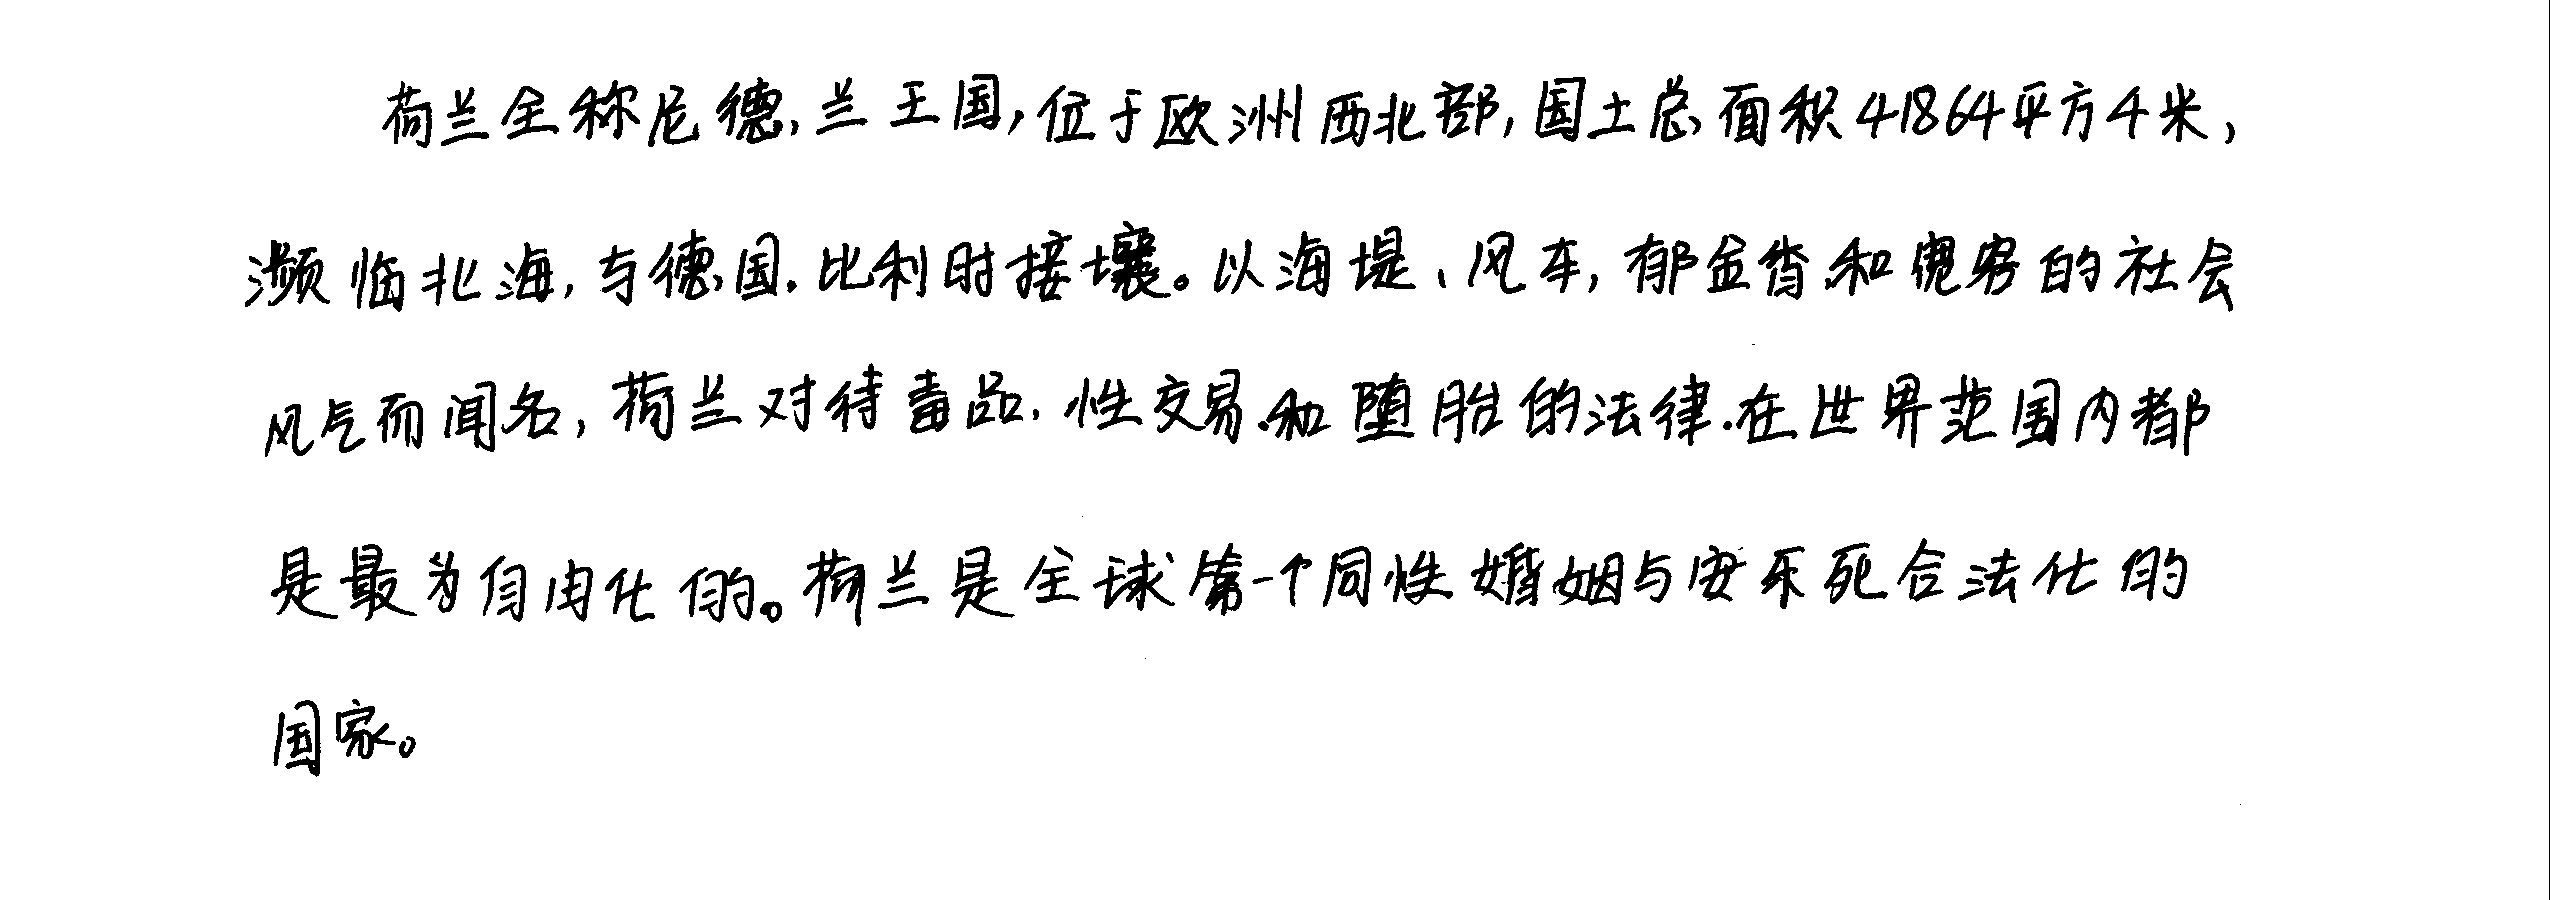 荷兰全称尼德兰王国,位于欧洲西北部,国土总面积41864平方千米,
濒临北海,与德国.比利时接壤。以海堤、风车,郁金香和宽容的社会
风气而闻名,荷兰对待毒品.性交易和堕胎的法律.在世界范围内都
是最为自由化的。荷兰是全球第一个同性婚姻与安乐死合法化的
国家。